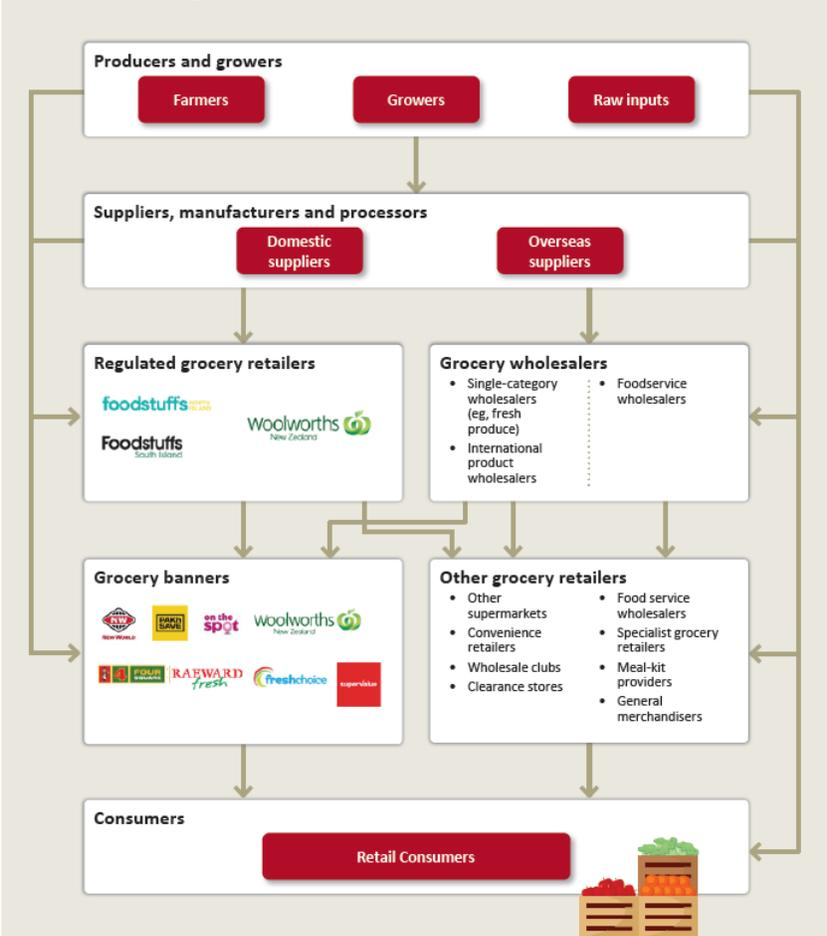 Producers and growers
Farmers
Growers
Raw inputs
Suppliers, manufacturers and processors
Domestic
suppliers
Overseas
suppliers
Regulated grocery retailers
foodstuffs NORTH
ISLAND
Foodstuffs
South Island
Woolworths
New Zealand
Grocery wholesalers
• Single-category
wholesalers
(eg, fresh
produce)
• International
product
wholesalers
• Foodservice
wholesalers
Grocery banners
NW
NEW WORLD
PAK'N
SAVE
on the
spot
Woolworths
New Zealand
4 FOUR
SQUARE
RAEWARD
fresh
freshchoice
supervalue
Other grocery retailers
• Other
supermarkets
• Convenience
retailers
• Wholesale clubs
• Clearance stores
• Food service
wholesalers
• Specialist grocery
retailers
• Meal-kit
providers
• General
merchandisers
Consumers
Retail Consumers